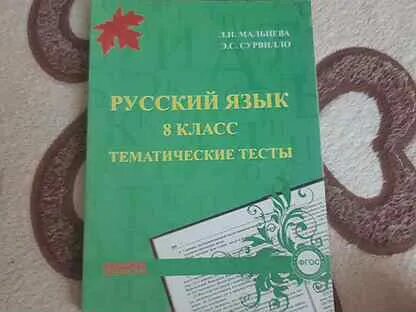 Л.И. МАЛЬЦЕВА
Э.С. СУРВИЛЛО
РУССКИЙ ЯЗЫК
8 КЛАСС
ТЕМАТИЧЕСКИЕ ТЕСТЫ
ФГОС